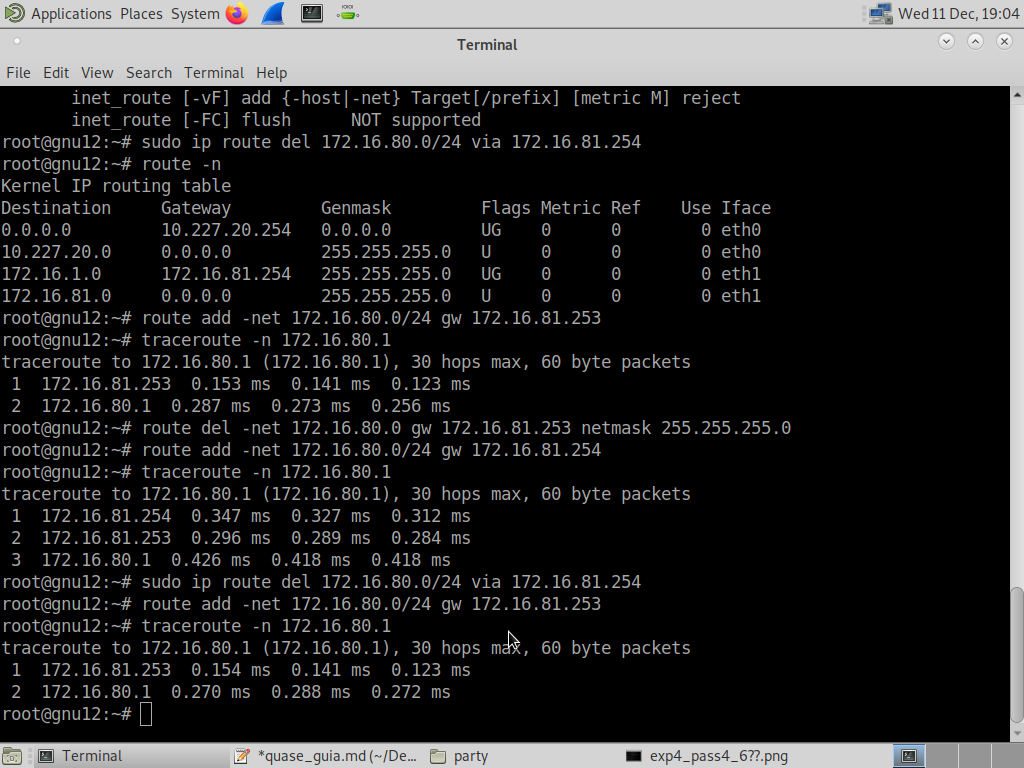 Applications Places System Wed 11 Dec, 19:04
Terminal
File Edit View Search Terminal Help
inet_route [-vF] add {-host|-net} Target[/prefix] [metric M] reject
inet_route [-FC] flush NOT supported
root@gnu12:~# sudo ip route del 172.16.80.0/24 via 172.16.81.254
root@gnu12:~# route -n
Kernel IP routing table
Destination Gateway Genmask Flags Metric Ref Use Iface
0.0.0.0 10.227.20.254 0.0.0.0 UG 0 0 0 eth0
10.227.20.0 0.0.0.0 255.255.255.0 U 0 0 0 eth0
172.16.1.0 172.16.81.254 255.255.255.0 UG 0 0 0 eth1
172.16.81.0 0.0.0.0 255.255.255.0 U 0 0 0 eth1
root@gnu12:~# route add -net 172.16.80.0/24 gw 172.16.81.253
root@gnu12:~# traceroute -n 172.16.80.1
traceroute to 172.16.80.1 (172.16.80.1), 30 hops max, 60 byte packets
1 172.16.81.253 0.153 ms 0.141 ms 0.123 ms
2 172.16.80.1 0.287 ms 0.273 ms 0.256 ms
root@gnu12:~# route del -net 172.16.80.0 gw 172.16.81.253 netmask 255.255.255.0
root@gnu12:~# route add -net 172.16.80.0/24 gw 172.16.81.254
root@gnu12:~# traceroute -n 172.16.80.1
traceroute to 172.16.80.1 (172.16.80.1), 30 hops max, 60 byte packets
1 172.16.81.254 0.347 ms 0.327 ms 0.312 ms
2 172.16.81.253 0.296 ms 0.289 ms 0.284 ms
3 172.16.80.1 0.426 ms 0.418 ms 0.418 ms
root@gnu12:~# sudo ip route del 172.16.80.0/24 via 172.16.81.254
root@gnu12:~# route add -net 172.16.80.0/24 gw 172.16.81.253
root@gnu12:~# traceroute -n 172.16.80.1
traceroute to 172.16.80.1 (172.16.80.1), 30 hops max, 60 byte packets
1 172.16.81.253 0.154 ms 0.141 ms 0.123 ms
2 172.16.80.1 0.270 ms 0.288 ms 0.272 ms
root@gnu12:~#
Terminal *quase_guia.md (~/De... party exp4_pass4_6??.png